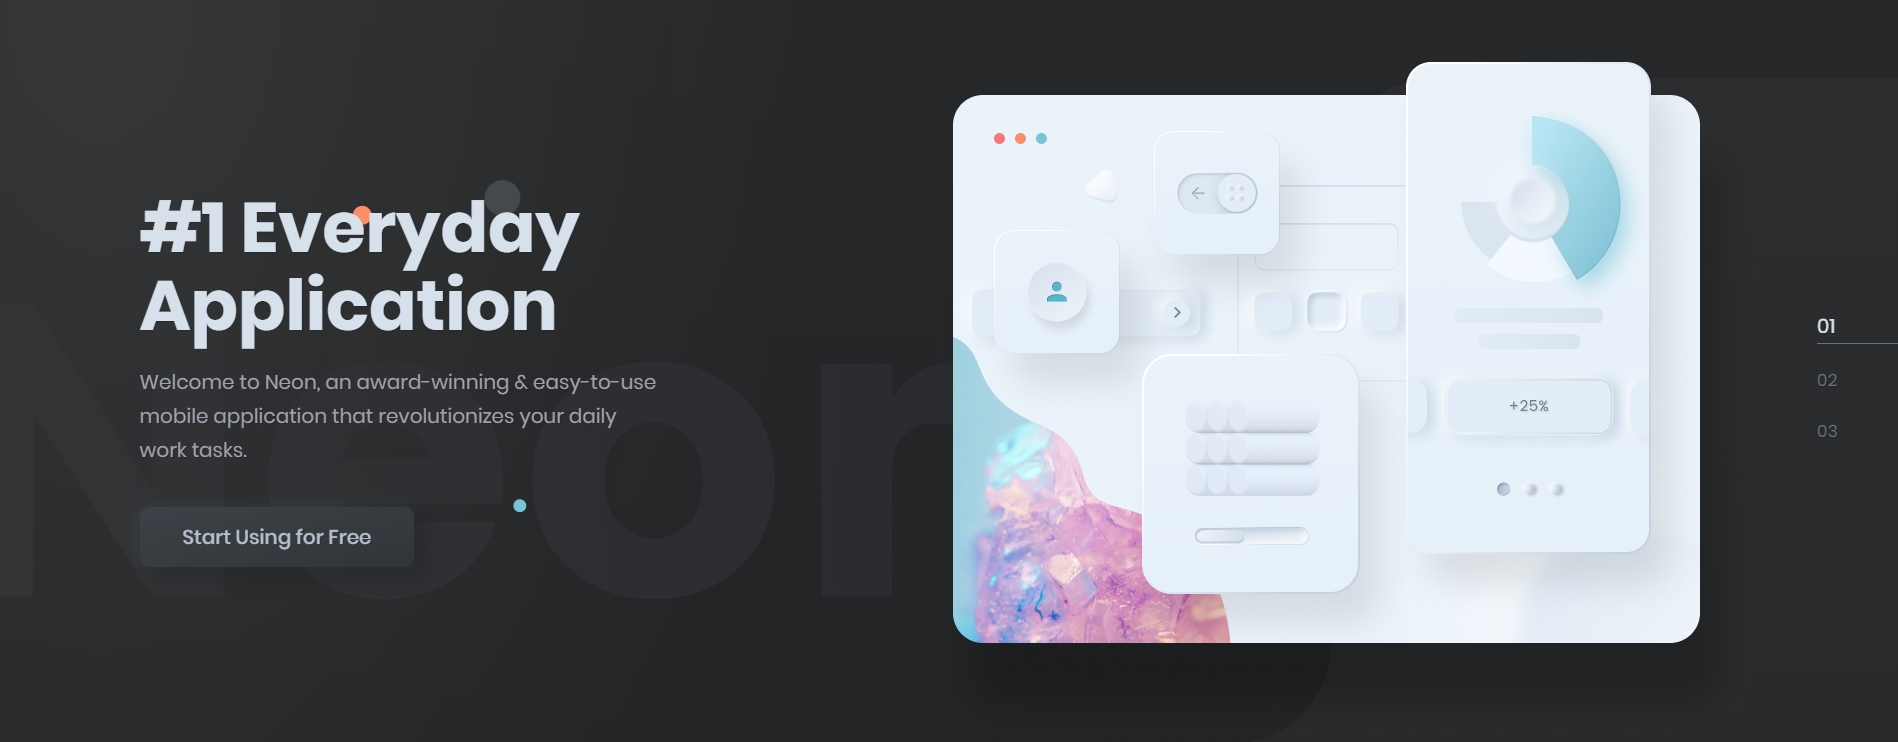 #1 Everyday
Application
Welcome to Neon, an award-winning & easy-to-use
mobile application that revolutionizes your daily
work tasks.
Start Using for Free
Neon
+25%
01
02
03